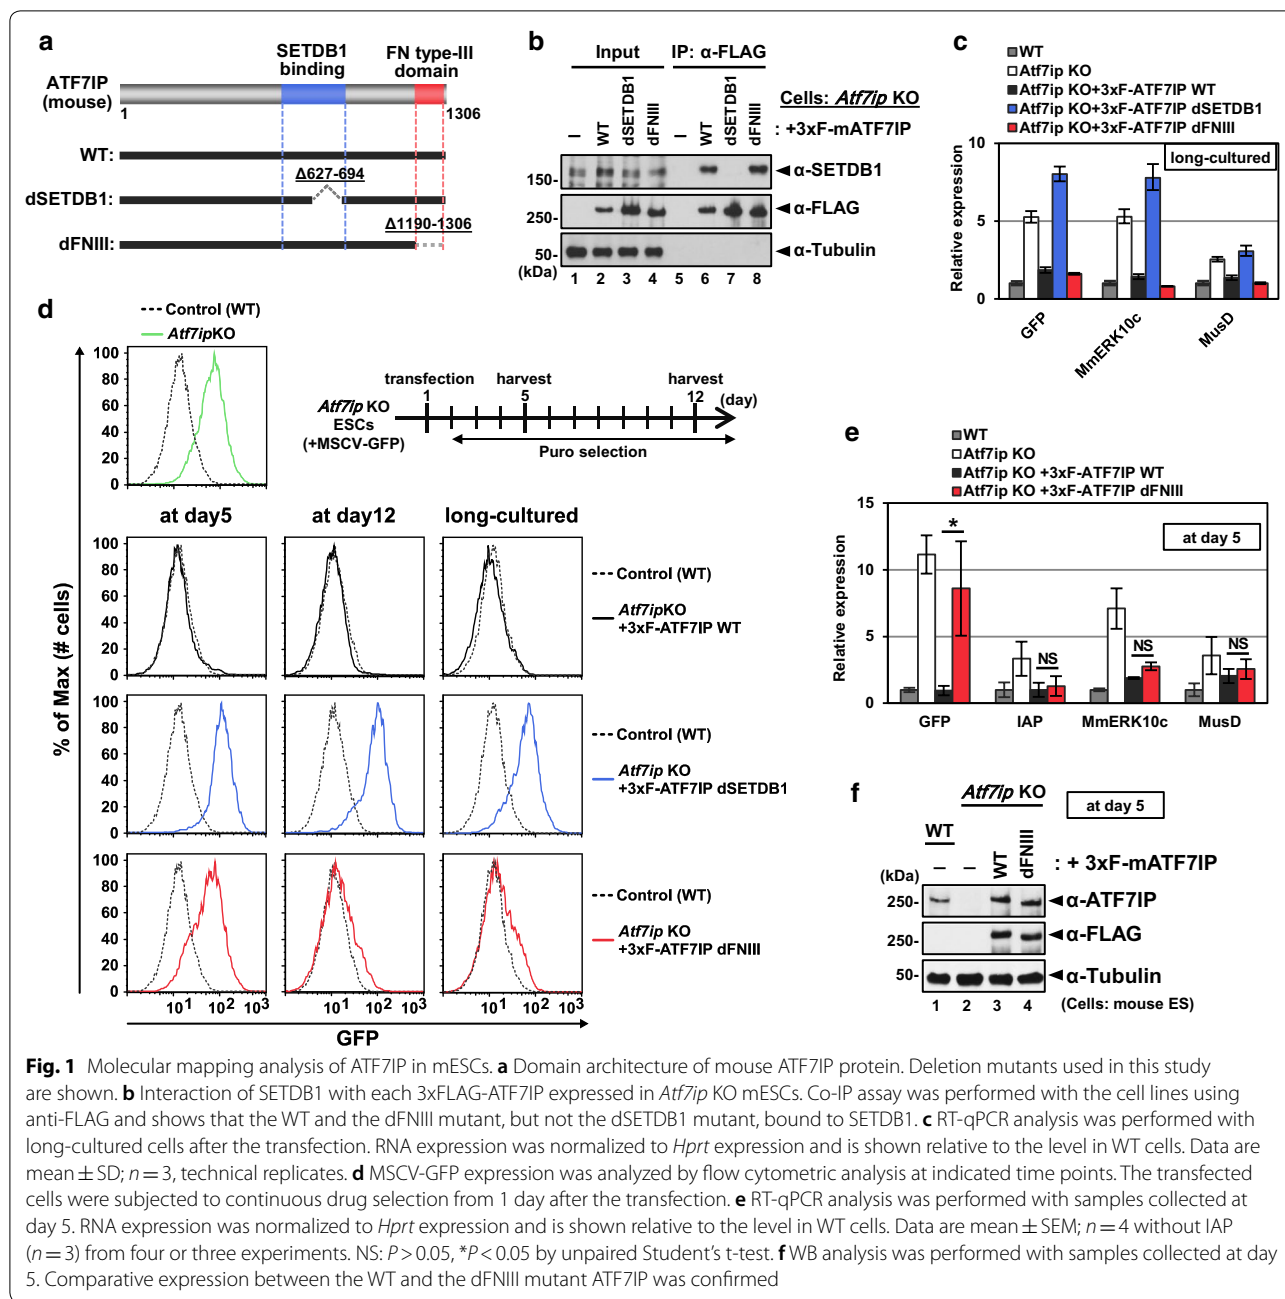 a
SETDB1
binding
FN type-III
domain
ATF7IP
(mouse)
1
1306
WT:
Δ627-694
dSETDB1:
Δ1190-1306
dFNIII:
b
Input
IP: α-FLAG
Cells: Atf7ip KO
–
WT
dSETDB1
dFNIII
–
WT
dSETDB1
dFNIII
: +3xF-mATF7IP
150-
α-SETDB1
250-
α-FLAG
50-
α-Tubulin
(kDa)
1 2 3 4 5 6 7 8
c
WT
Atf7ip KO
Atf7ip KO+3xF-ATF7IP WT
Atf7ip KO+3xF-ATF7IP dSETDB1
Atf7ip KO+3xF-ATF7IP dFNIII
long-cultured
Relative expression
10
5
0
GFP
MmERK10c
MusD
d
Control (WT)
Atf7ipKO
100
80
60
40
20
0
transfection
harvest
harvest
1
5
12
(day)
Atf7ip KO
ESCs
(+MSCV-GFP)
Puro selection
at day5
at day12
long-cultured
% of Max (# cells)
100
80
60
40
20
0
Control (WT)
Atf7ipKO
+3xF-ATF7IP WT
100
80
60
40
20
0
Control (WT)
Atf7ip KO
+3xF-ATF7IP dSETDB1
100
80
60
40
20
0
Control (WT)
Atf7ip KO
+3xF-ATF7IP dFNIII
10¹ 10² 10³ 10¹ 10² 10³ 10¹ 10² 10³
GFP
e
WT
Atf7ip KO
Atf7ip KO +3xF-ATF7IP WT
Atf7ip KO +3xF-ATF7IP dFNIII
at day 5
Relative expression
15
10
5
0
*
NS
NS
NS
GFP
IAP
MmERK10c
MusD
f
Atf7ip KO
at day 5
WT
–
–
WT
dFNIII
: + 3xF-mATF7IP
(kDa)
250-
α-ATF7IP
250-
α-FLAG
50-
α-Tubulin
1 2 3 4
(Cells: mouse ES)
Fig. 1 Molecular mapping analysis of ATF7IP in mESCs. a Domain architecture of mouse ATF7IP protein. Deletion mutants used in this study
are shown. b Interaction of SETDB1 with each 3xFLAG-ATF7IP expressed in Atf7ip KO mESCs. Co-IP assay was performed with the cell lines using
anti-FLAG and shows that the WT and the dFNIII mutant, but not the dSETDB1 mutant, bound to SETDB1. c RT-qPCR analysis was performed with
long-cultured cells after the transfection. RNA expression was normalized to Hprt expression and is shown relative to the level in WT cells. Data are
mean ± SD; n = 3, technical replicates. d MSCV-GFP expression was analyzed by flow cytometric analysis at indicated time points. The transfected
cells were subjected to continuous drug selection from 1 day after the transfection. e RT-qPCR analysis was performed with samples collected at
day 5. RNA expression was normalized to Hprt expression and is shown relative to the level in WT cells. Data are mean ± SEM; n = 4 without IAP
(n = 3) from four or three experiments. NS: P > 0.05, *P < 0.05 by unpaired Student's t-test. f WB analysis was performed with samples collected at day
5. Comparative expression between the WT and the dFNIII mutant ATF7IP was confirmed